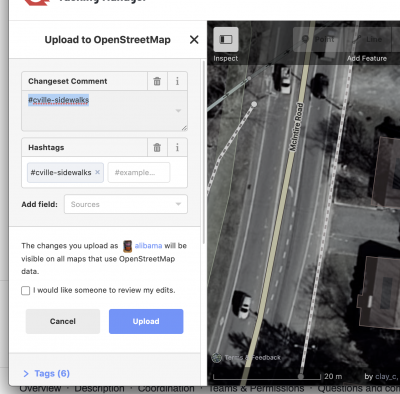 Tasking Manager
Upload to OpenStreetMap
Changeset Comment
#cville-sidewalks
Hashtags
#cville-sidewalks × #example...
Add field: Sources
The changes you upload as alibama will be
visible on all maps that use OpenStreetMap
data.
I would like someone to review my edits.
Cancel Upload
Tags (6)
Point Line
Inspect Add Feature
McIntire Road
Terms & Feedback
20 m by clay_c,
Overview · Description · Coordination · Teams & Permissions · Questions and